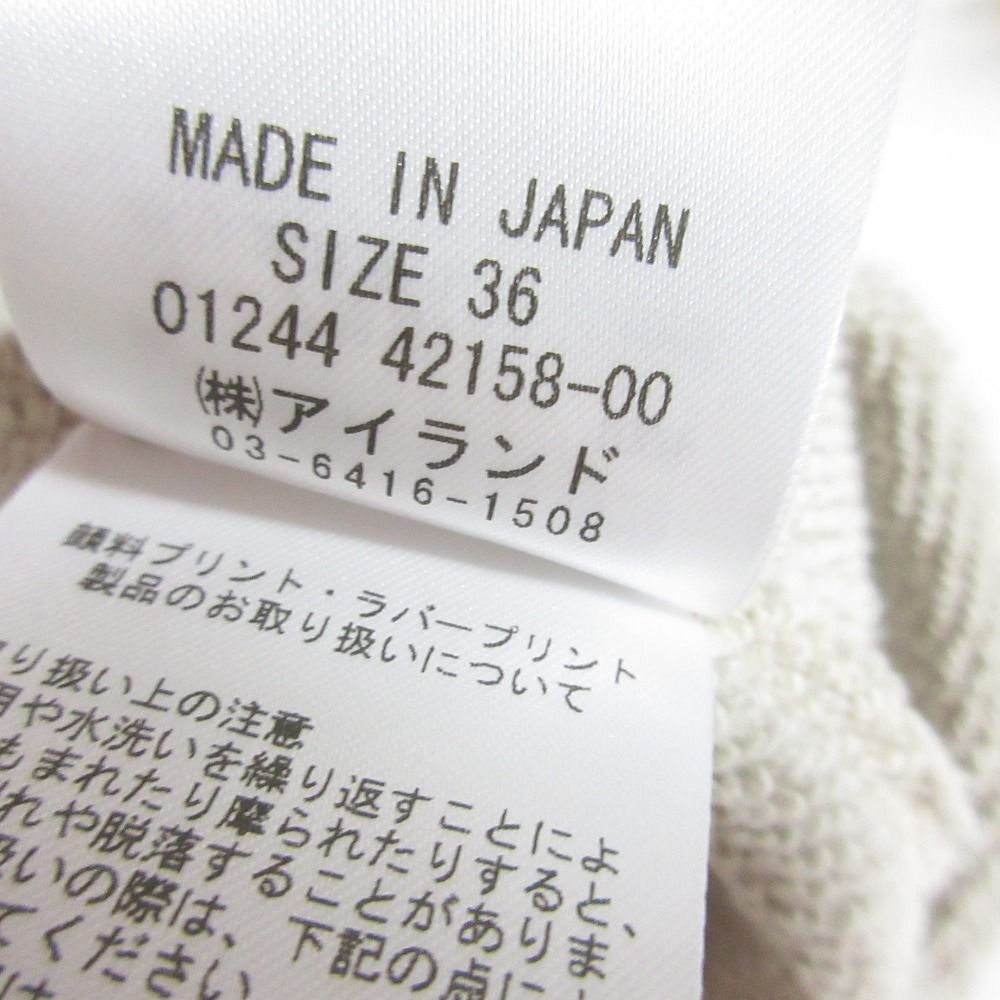 MADE IN JAPAN
SIZE 36
01244 42158-00
㈱アイランド
03-6416-1508
顔料プリント・ラバープリント
製品のお取り扱いについて
り扱い上の注意
用や水洗いを繰り返すことによ
もまれたり摩られたりすると、
れや脱落することがありま
扱いの際は、下記の点に
てください